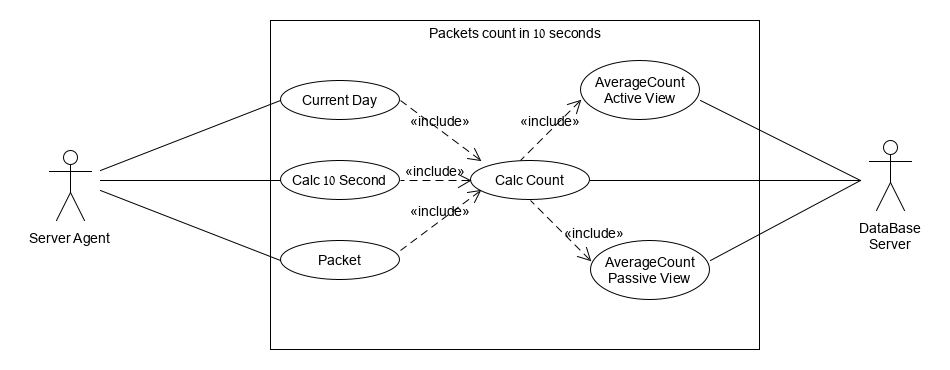 Packets count in 10 seconds
Current Day
«include»
AverageCount
Active View
«include»
Server Agent
Calc 10 Second
«include»
Calc Count
DataBase
Server
Packet
«include»
«include»
AverageCount
Passive View